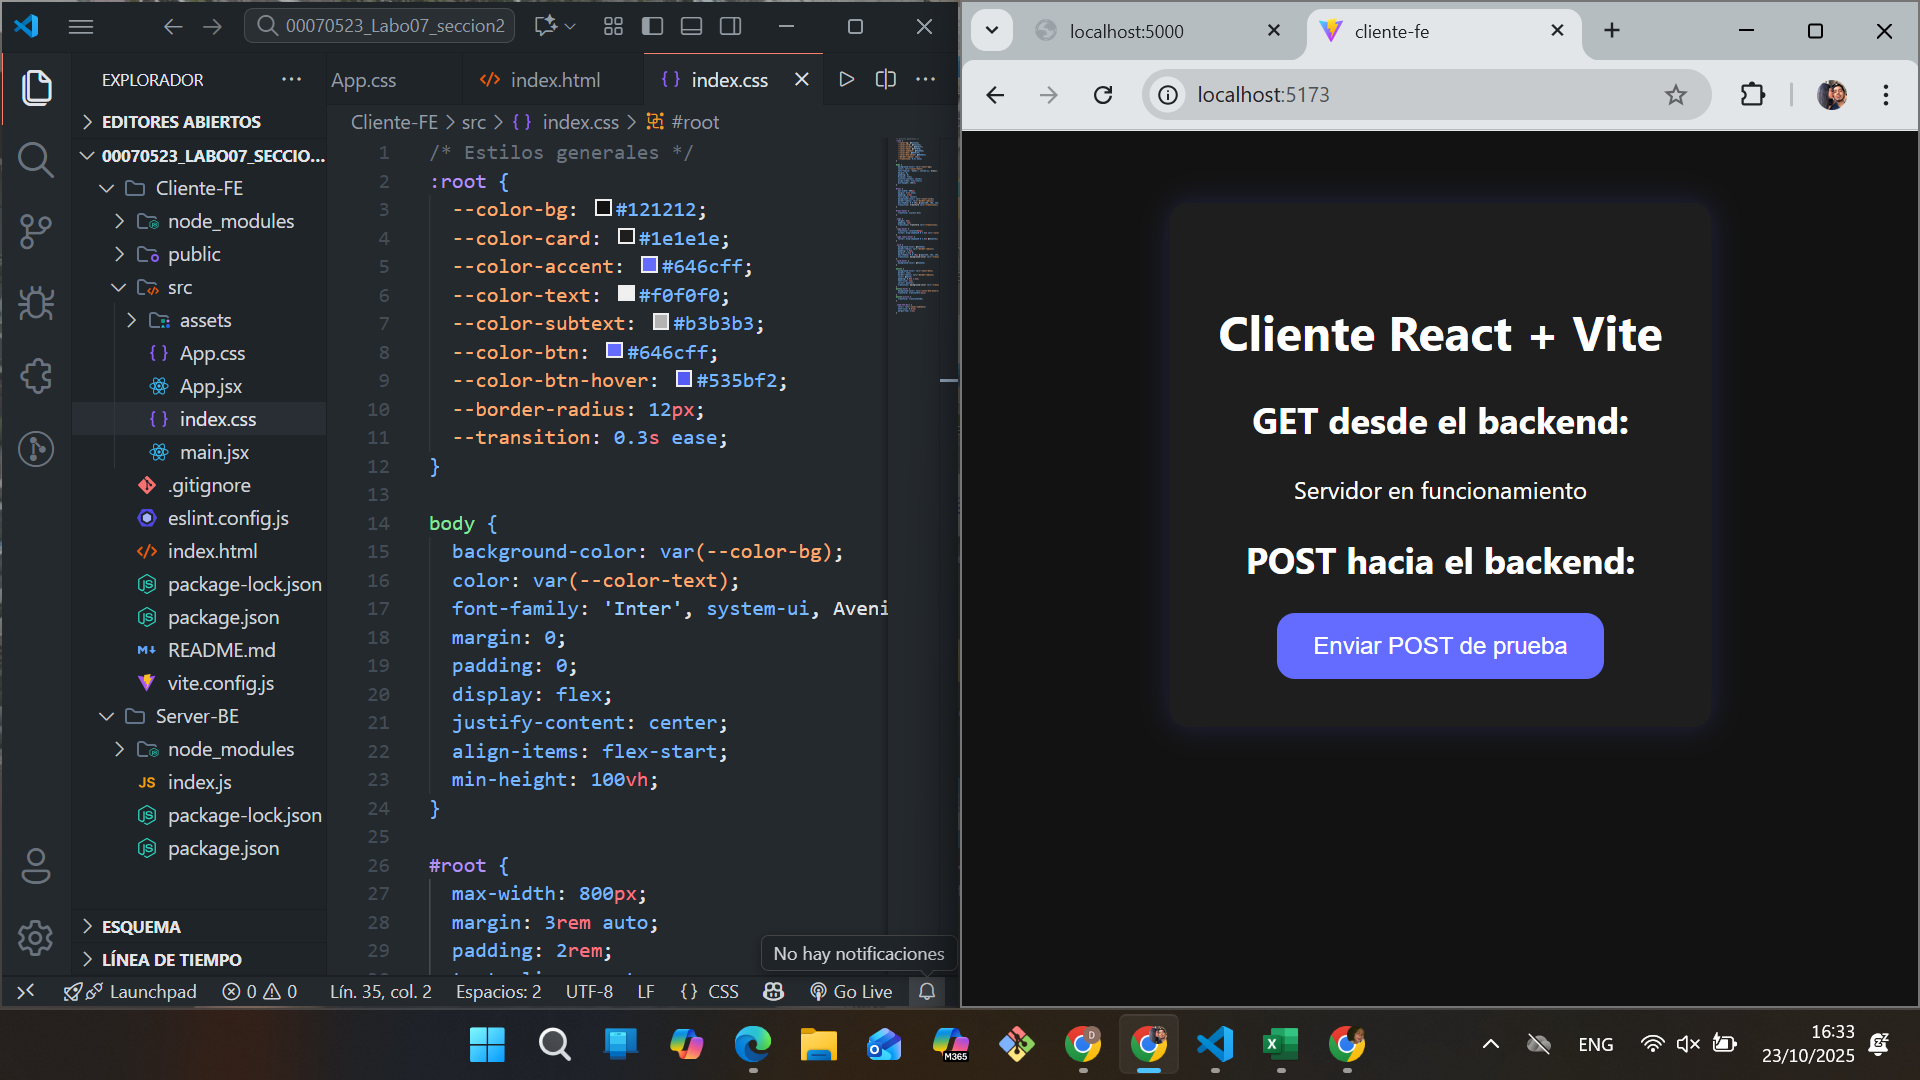 00070523_Labo07_seccion2
EXPLORADOR
EDITORES ABIERTOS
00070523_LABO07_SECCIO...
Cliente-FE
node_modules
public
src
assets
App.css
App.jsx
index.css
main.jsx
.gitignore
eslint.config.js
index.html
package-lock.json
package.json
README.md
vite.config.js
Server-BE
node_modules
JS index.js
package-lock.json
package.json
ESQUEMA
LÍNEA DE TIEMPO
App.css
index.html
index.css
Cliente-FE > src > {} index.css > #root
1 /* Estilos generales */
2 :root {
3 --color-bg: #121212;
4 --color-card: #1e1e1e;
5 --color-accent: #646cff;
6 --color-text: #f0f0f0;
7 --color-subtext: #b3b3b3;
8 --color-btn: #646cff;
9 --color-btn-hover: #535bf2;
10 --border-radius: 12px;
11 --transition: 0.3s ease;
12 }
13
14 body {
15 background-color: var(--color-bg);
16 color: var(--color-text);
17 font-family: 'Inter', system-ui, Aveni
18 margin: 0;
19 padding: 0;
20 display: flex;
21 justify-content: center;
22 align-items: flex-start;
23 min-height: 100vh;
24 }
25
26 #root {
27 max-width: 800px;
28 margin: 3rem auto;
29 padding: 2rem;
No hay notificaciones
Launchpad
0 0
Lín. 35, col. 2
Espacios: 2
UTF-8
LF
{} CSS
Go Live
localhost:5000
cliente-fe
localhost:5173
Cliente React + Vite
GET desde el backend:
Servidor en funcionamiento
POST hacia el backend:
Enviar POST de prueba
M365
ENG
16:33
23/10/2025